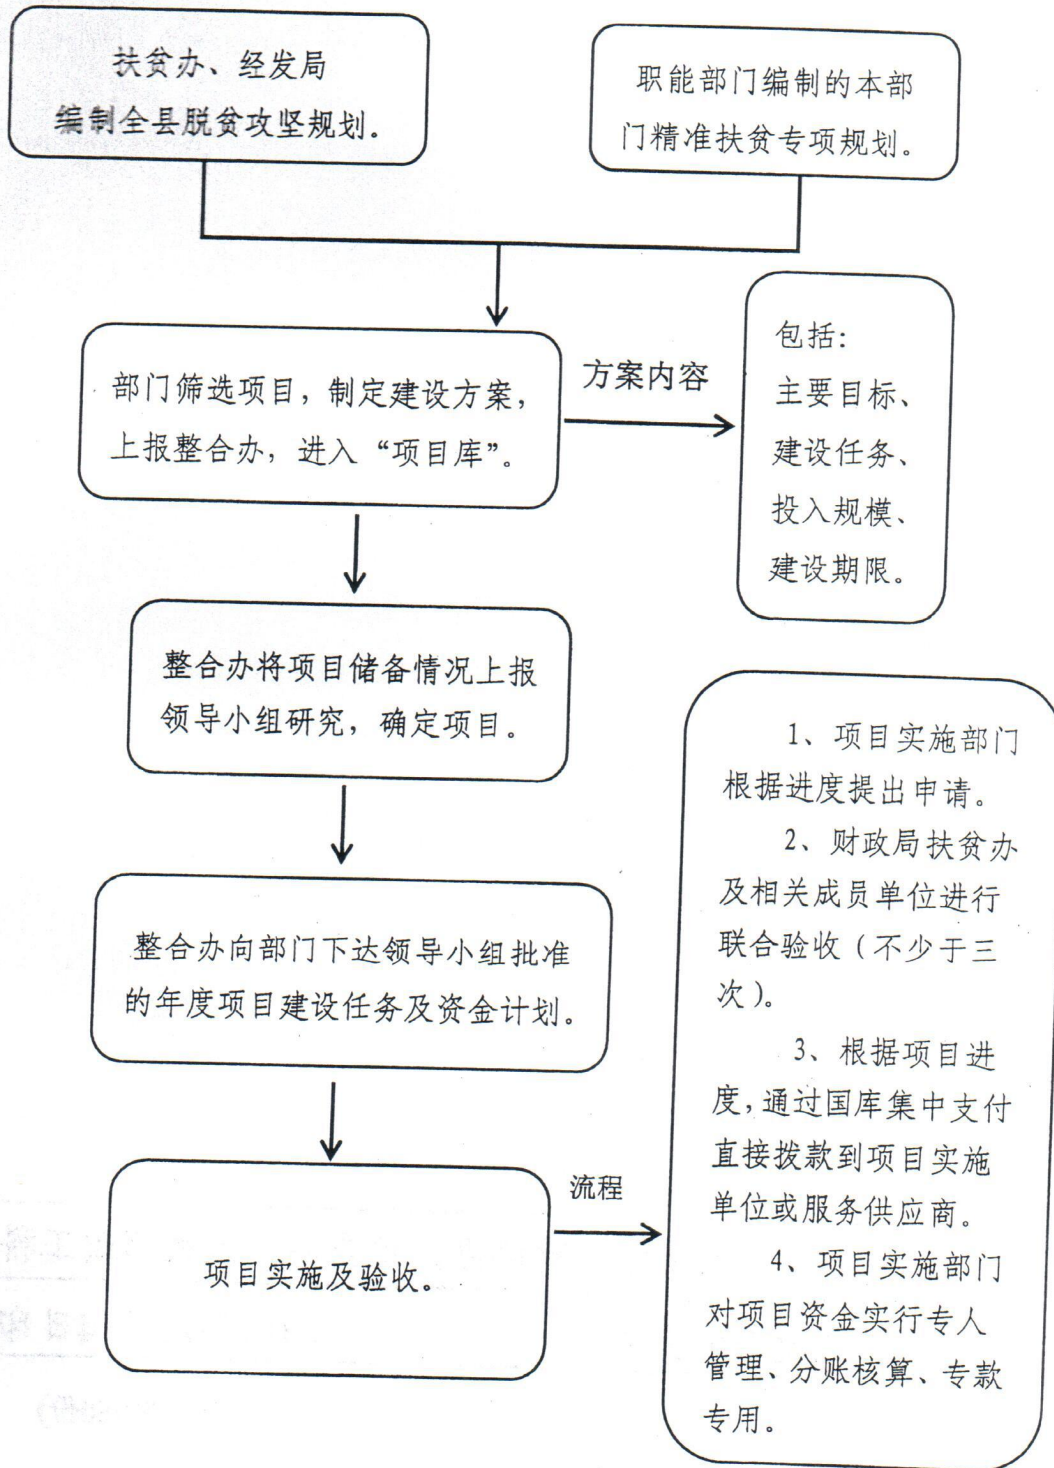 扶贫办、经发局
编制全县脱贫攻坚规划。
职能部门编制的本部
门精准扶贫专项规划。
部门筛选项目，制定建设方案，
上报整合办，进入“项目库”。
方案内容
包括：
主要目标、
建设任务、
投入规模、
建设期限。
整合办将项目储备情况上报
领导小组研究，确定项目。
整合办向部门下达领导小组批准
的年度项目建设任务及资金计划。
项目实施及验收。
流程
1、项目实施部门
根据进度提出申请。
2、财政局扶贫办
及相关成员单位进行
联合验收（不少于三
次）。
3、根据项目进
度，通过国库集中支付
直接拨款到项目实施
单位或服务供应商。
4、项目实施部门
对项目资金实行专人
管理、分账核算、专款
专用。